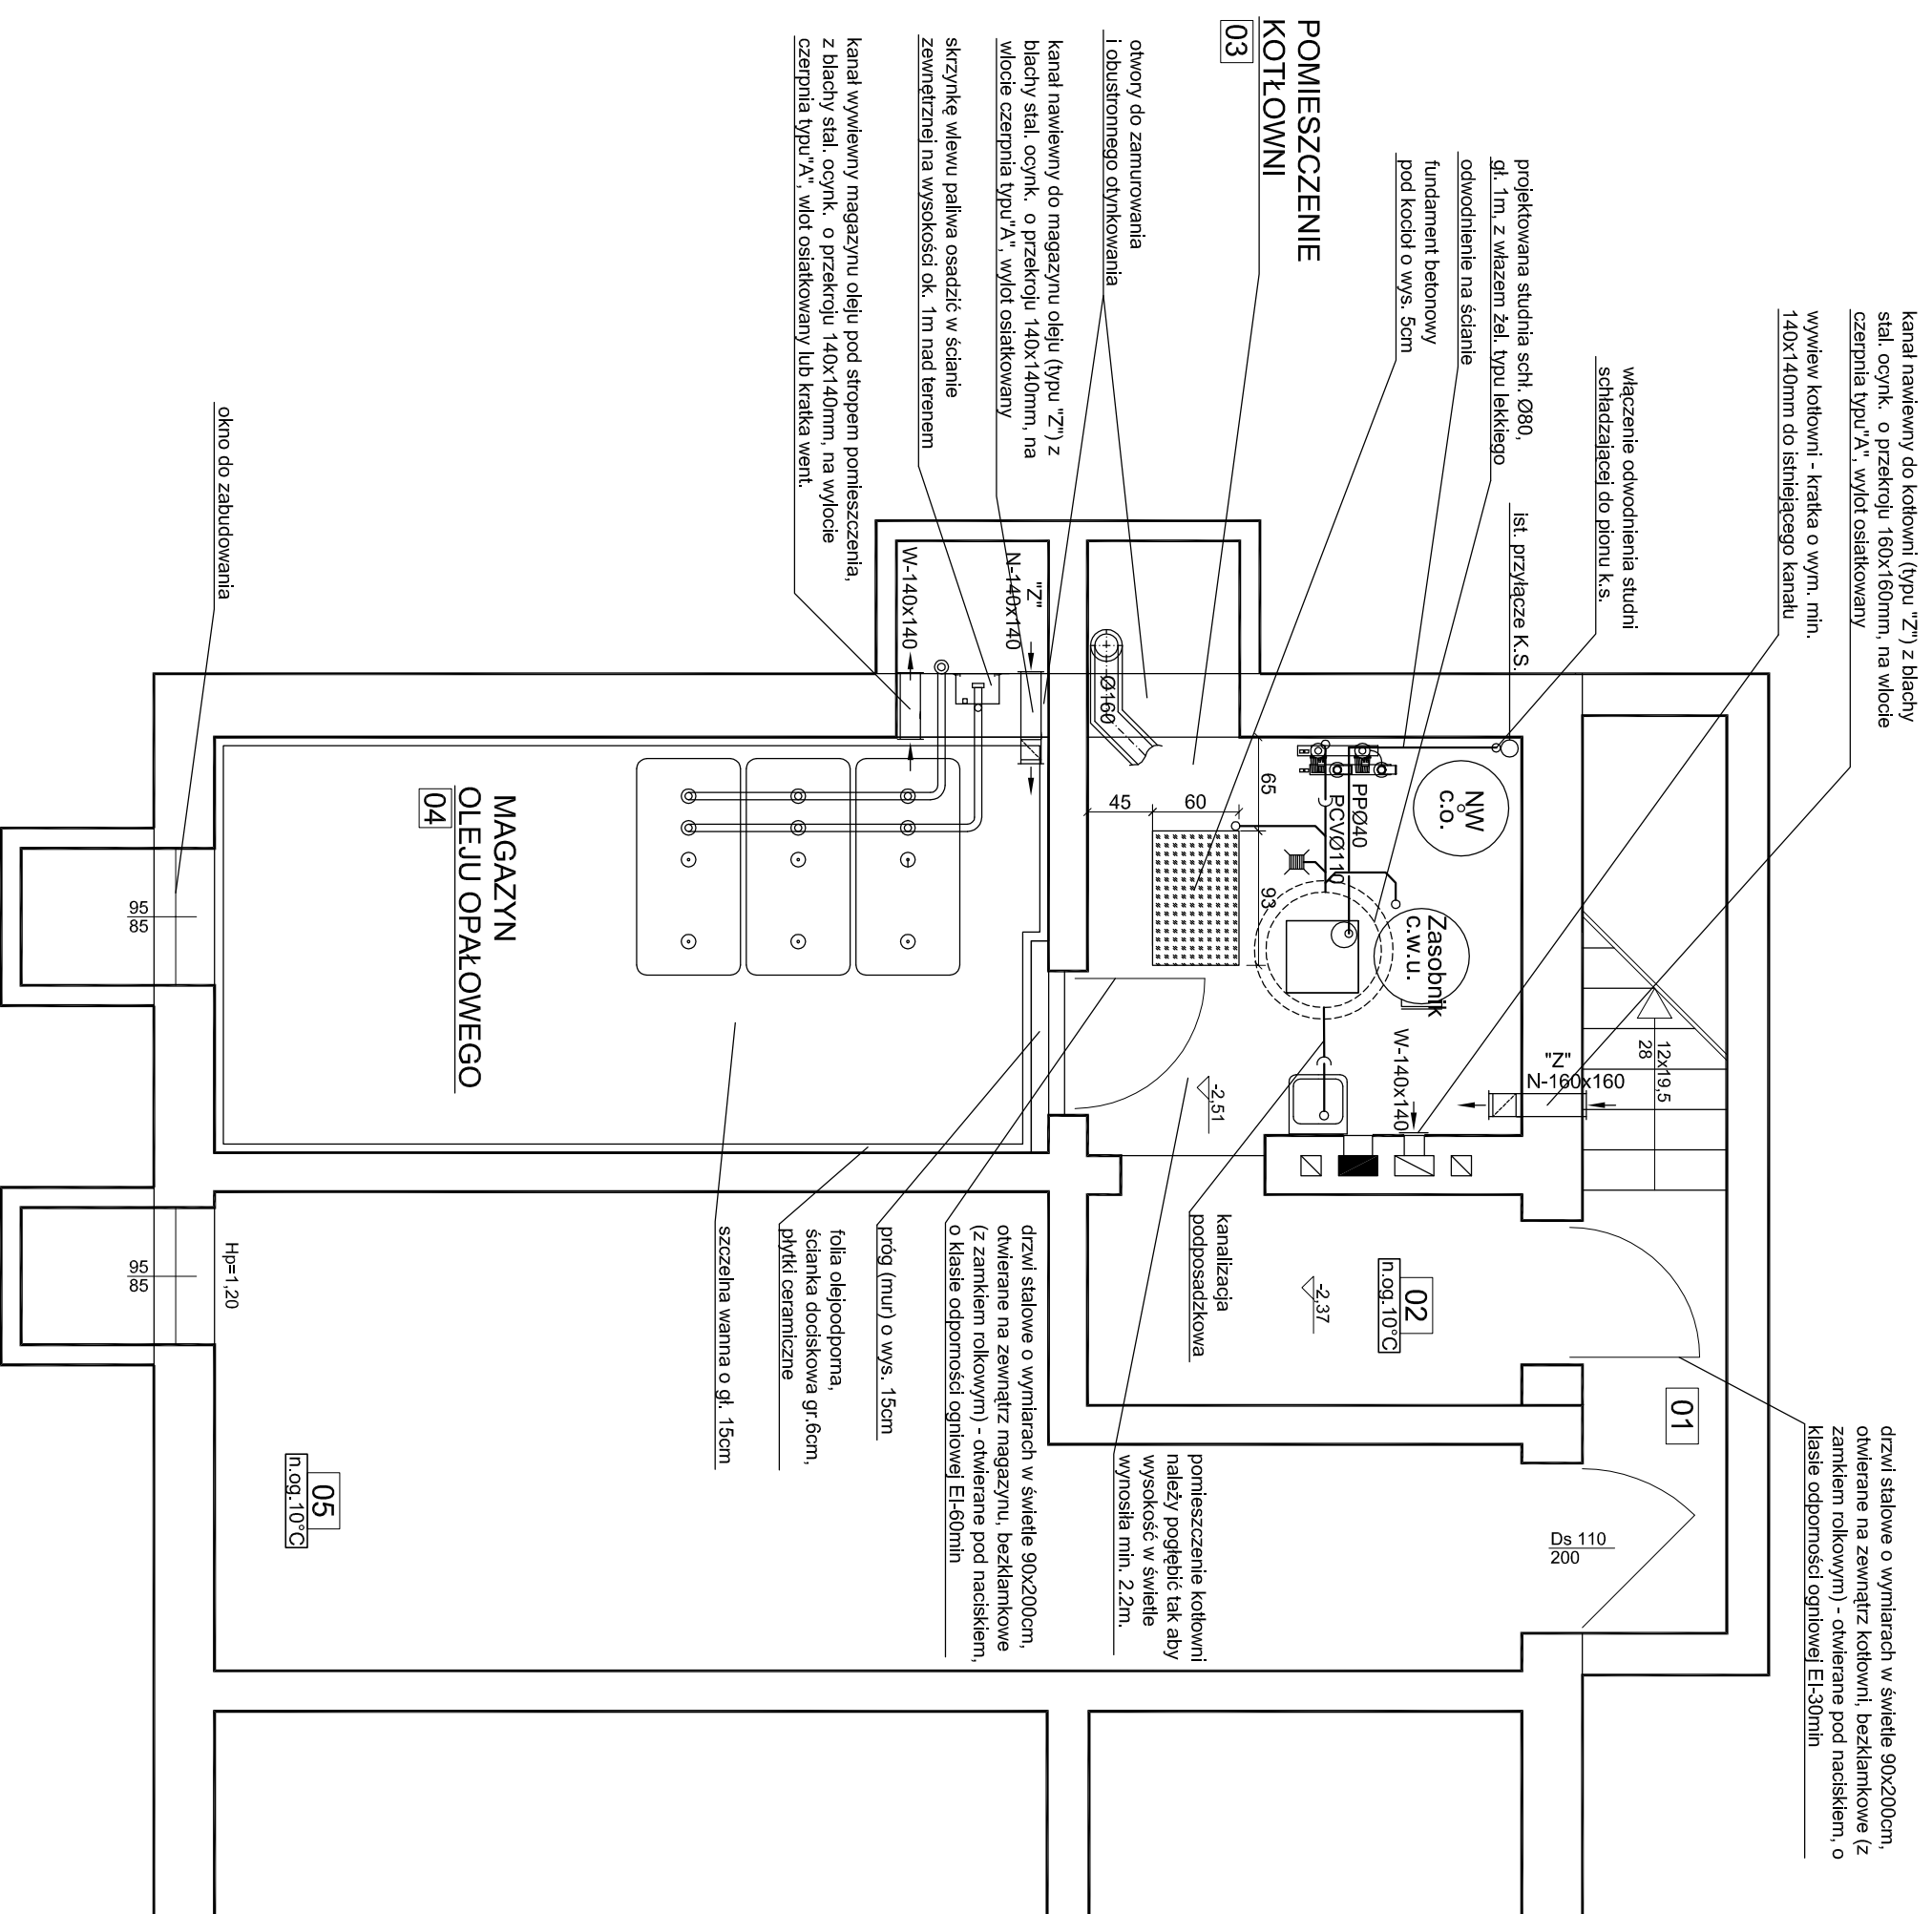 kanał nawiewny do kotłowni (typu "Z") z blachy
stal. ocynk. o przekroju 160x160mm, na wlocie
czerpnia typu"A", wylot osiatkowany
wywiew kotłowni - kratka o wym. min.
140x140mm do istniejącego kanału
włączenie odwodnienia studni
schładzającej do pionu k.s.
ist. przyłącze K.S.
projektowana studnia schł. Ø80,
gł. 1m, z włazem żel. typu lekkiego
odwodnienie na ścianie
fundament betonowy
pod kocioł o wys. 5cm
POMIESZCZENIE
KOTŁOWNI
03
otwory do zamurowania
i obustronnego otynkowania
kanał nawiewny do magazynu oleju (typu "Z") z
blachy stal. ocynk. o przekroju 140x140mm, na
wlocie czerpnia typu"A", wylot osiatkowany
skrzynkę wlewu paliwa osadzić w ścianie
zewnętrznej na wysokości ok. 1m nad terenem
kanał wywiewny magazynu oleju pod stropem pomieszczenia,
z blachy stal. ocynk. o przekroju 140x140mm, na wylocie
czerpnia typu"A", wlot osiatkowany lub kratka went.
okno do zabudowania
"Z"
N-140x140
W-140x140
Ø160
NW
c.o.
Zasobnik
c.w.u.
PPØ40
PCVØ110
65
93
45
60
W-140x140
"Z"
N-160x160
12x19,5
28
-2,51
MAGAZYN
OLEJU OPAŁOWEGO
04
95
85
95
85
Hp=1,20
kanalizacja
podposadzkowa
-2,37
02
n.og.10°C
01
drzwi stalowe o wymiarach w świetle 90x200cm,
otwierane na zewnątrz kotłowni, bezklamkowe (z
zamkiem rolkowym) - otwierane pod naciskiem, o
klasie odporności ogniowej EI-30min
Ds 110
200
pomieszczenie kotłowni
należy pogłębić tak aby
wysokość w świetle
wynosiła min. 2.2m.
drzwi stalowe o wymiarach w świetle 90x200cm,
otwierane na zewnątrz magazynu, bezklamkowe
(z zamkiem rolkowym) - otwierane pod naciskiem,
o klasie odporności ogniowej EI-60min
próg (mur) o wys. 15cm
folia olejoodporna,
ścianka dociskowa gr.6cm,
płytki ceramiczne
szczelna wanna o gł. 15cm
05
n.og.10°C